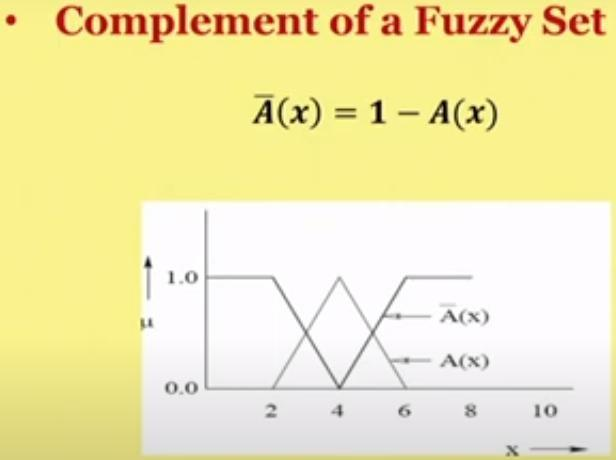 • Complement of a Fuzzy Set
Ā(x) = 1 − A(x)
1.0
μ
Ā(x)
A(x)
0.0
2 4 6 8 10
x